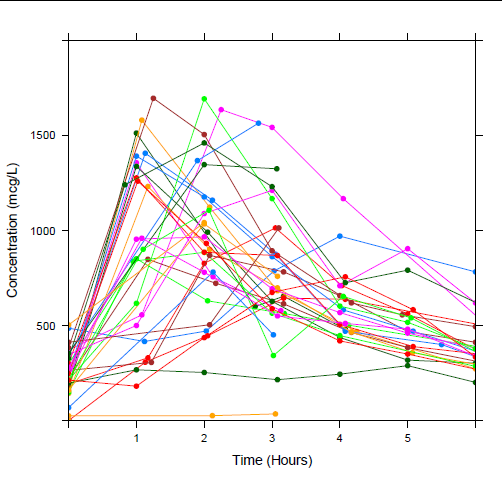 Concentration (mcg/L)
1500
1000
500
1 2 3 4 5
Time (Hours)